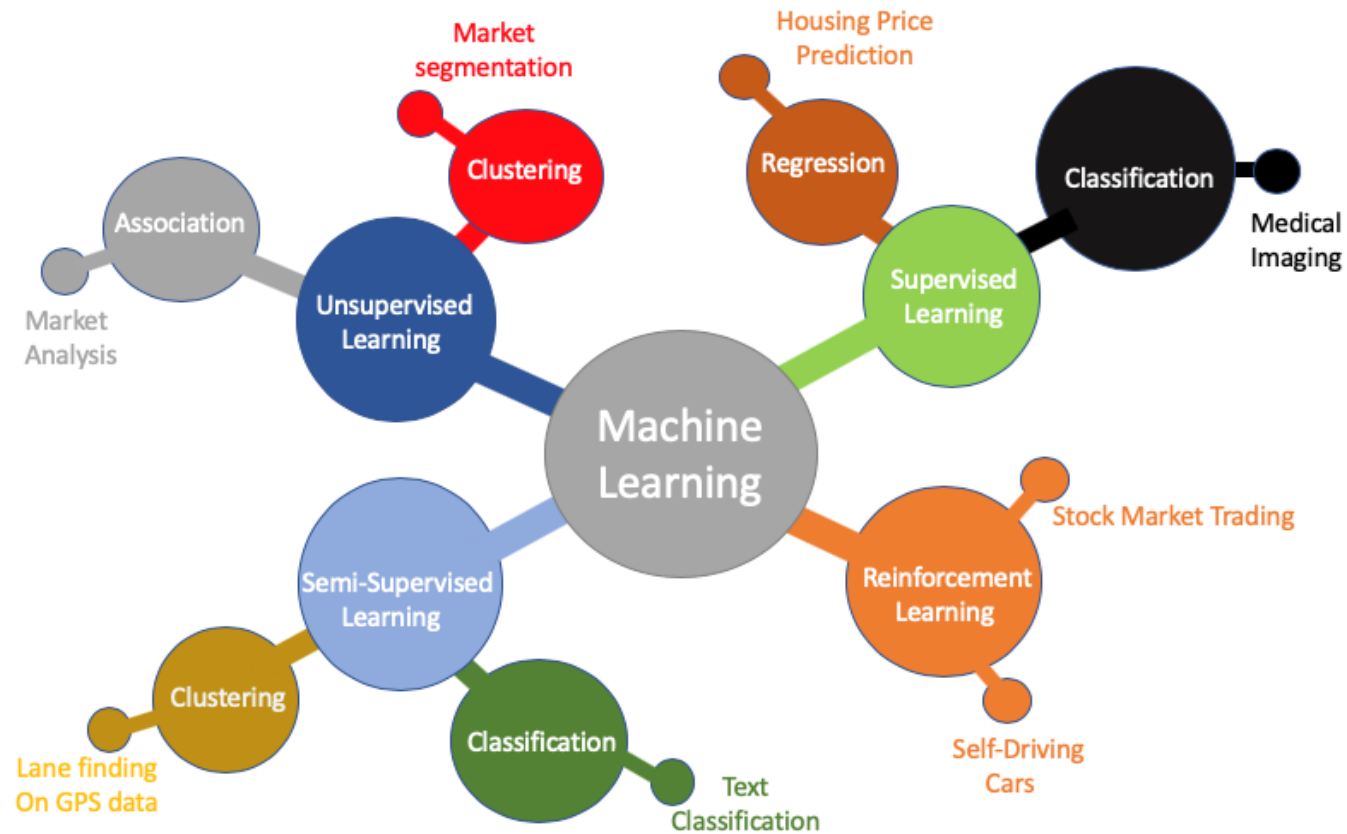 Market
segmentation
Clustering
Association
Market
Analysis
Unsupervised
Learning
Housing Price
Prediction
Regression
Classification
Medical
Imaging
Supervised
Learning
Machine
Learning
Semi-Supervised
Learning
Clustering
Lane finding
On GPS data
Classification
Text
Classification
Reinforcement
Learning
Stock Market Trading
Self-Driving
Cars